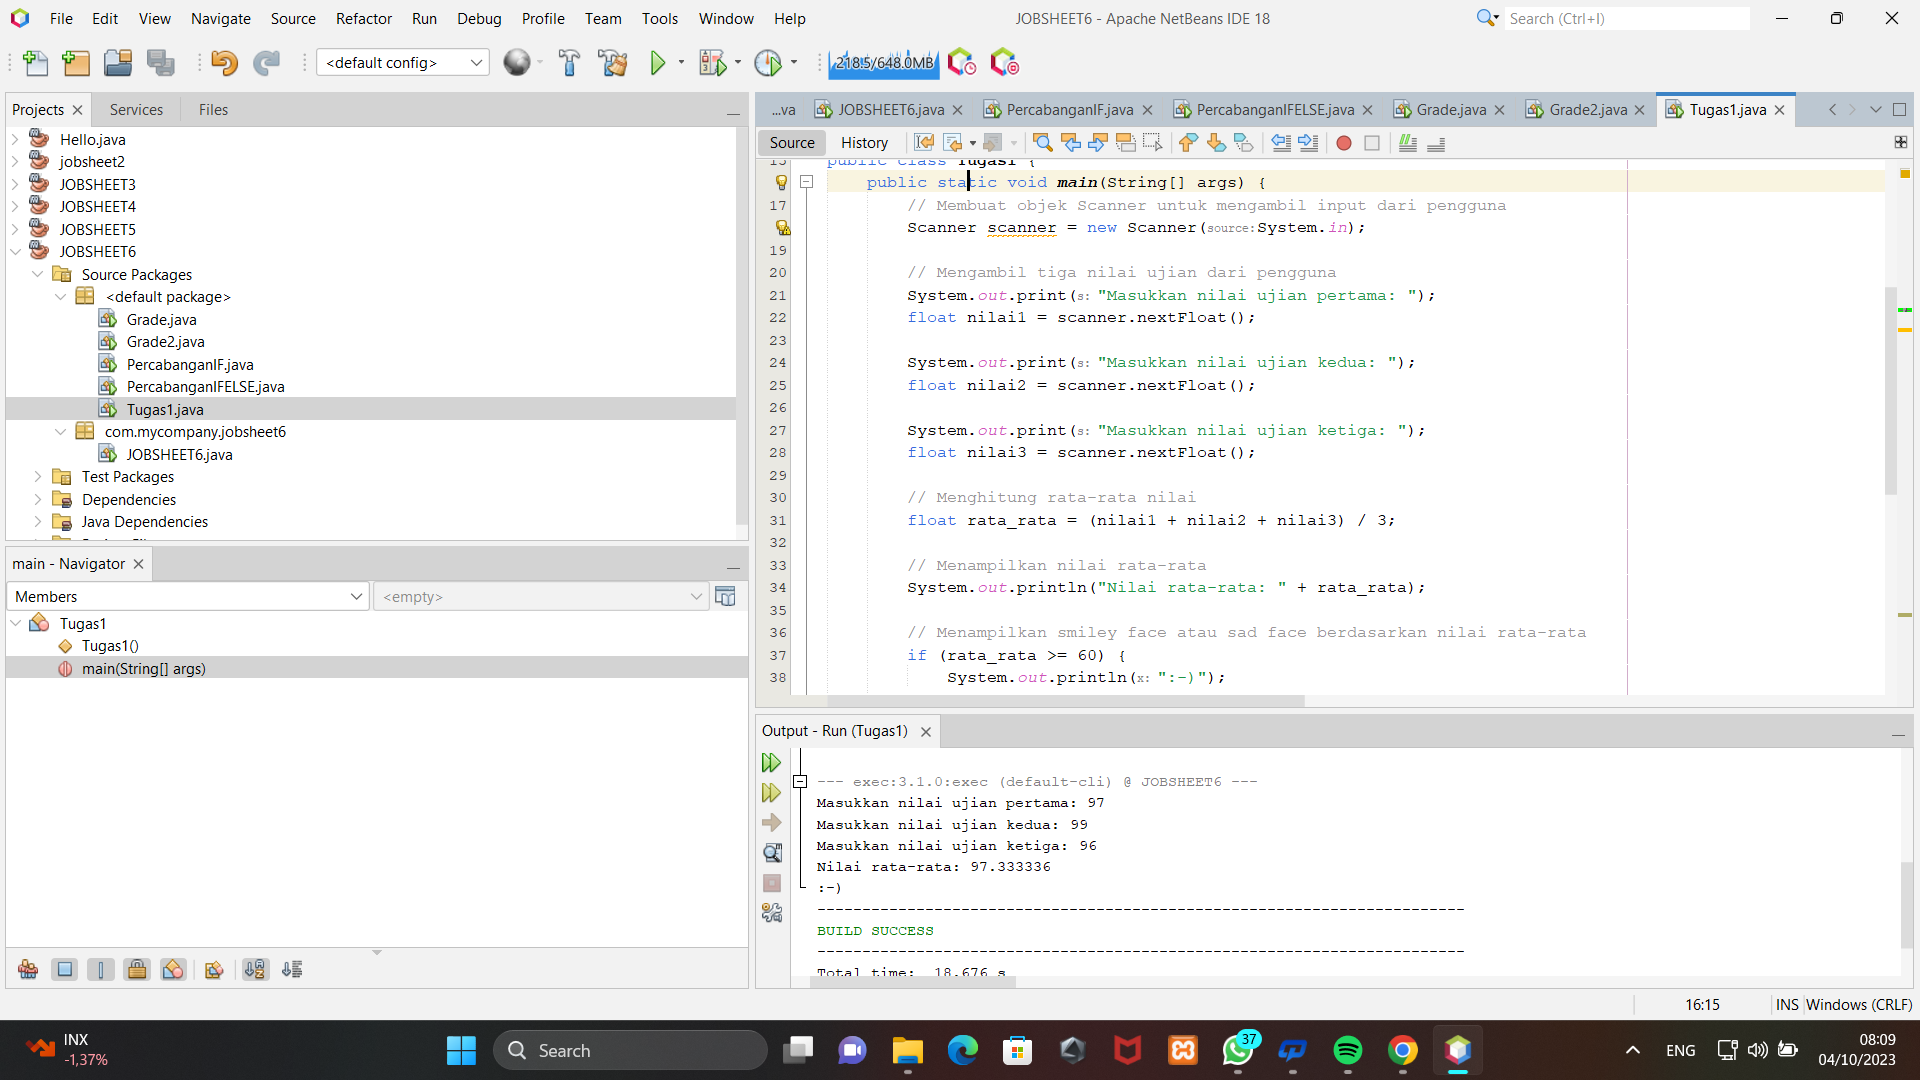 File Edit View Navigate Source Refactor Run Debug Profile Team Tools Window Help
JOBSHEET6 - Apache NetBeans IDE 18
Search (Ctrl+I)
<default config>
218.5/648.0MB
Projects Services Files
Hello.java
jobsheet2
JOBSHEET3
JOBSHEET4
JOBSHEET5
JOBSHEET6
Source Packages
<default package>
Grade.java
Grade2.java
PercabanganIF.java
PercabanganIFELSE.java
Tugas1.java
com.mycompany.jobsheet6
JOBSHEET6.java
Test Packages
Dependencies
Java Dependencies
main - Navigator
Members
<empty>
Tugas1
Tugas1()
main(String[] args)
...va JOBSHEET6.java PercabanganIF.java PercabanganIFELSE.java Grade.java Grade2.java Tugas1.java
Source History
15 public class Tugas1 {
public static void main(String[] args) {
17 // Membuat objek Scanner untuk mengambil input dari pengguna
Scanner scanner = new Scanner(source:System.in);
19
20 // Mengambil tiga nilai ujian dari pengguna
21 System.out.print(s: "Masukkan nilai ujian pertama: ");
22 float nilai1 = scanner.nextFloat();
23
24 System.out.print(s: "Masukkan nilai ujian kedua: ");
25 float nilai2 = scanner.nextFloat();
26
27 System.out.print(s: "Masukkan nilai ujian ketiga: ");
28 float nilai3 = scanner.nextFloat();
29
30 // Menghitung rata-rata nilai
31 float rata_rata = (nilai1 + nilai2 + nilai3) / 3;
32
33 // Menampilkan nilai rata-rata
34 System.out.println("Nilai rata-rata: " + rata_rata);
35
36 // Menampilkan smiley face atau sad face berdasarkan nilai rata-rata
37 if (rata_rata >= 60) {
38 System.out.println(x: ":-)");
Output - Run (Tugas1)
--- exec:3.1.0:exec (default-cli) @ JOBSHEET6 ---
Masukkan nilai ujian pertama: 97
Masukkan nilai ujian kedua: 99
Masukkan nilai ujian ketiga: 96
Nilai rata-rata: 97.333336
:-)
------------------------------------------------------------------------
BUILD SUCCESS
------------------------------------------------------------------------
Total time: 18.676 s
16:15 INS Windows (CRLF)
INX
-1,37%
Search
37
ENG
08:09
04/10/2023